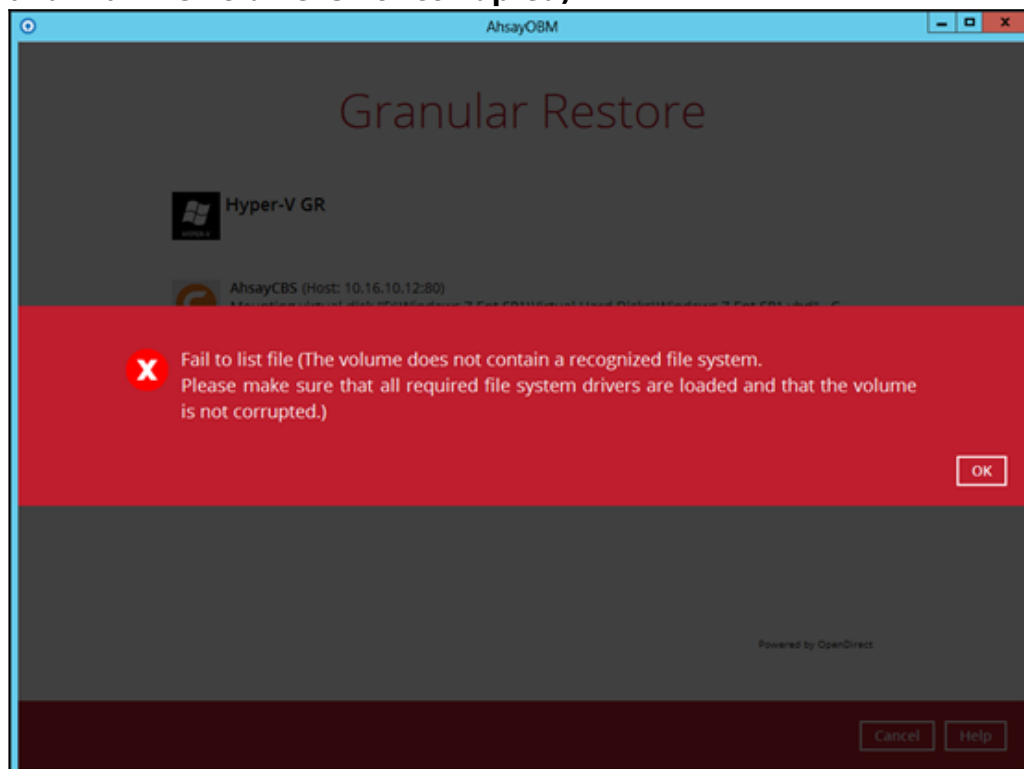 AhsayOBM
Granular Restore
Hyper-V GR
HYPER-V
AhsayCBS (Host: 10.16.10.12:80)
Fail to list file (The volume does not contain a recognized file system.
Please make sure that all required file system drivers are loaded and that the volume
is not corrupted.)
OK
Powered by OpenDirect
Cancel Help